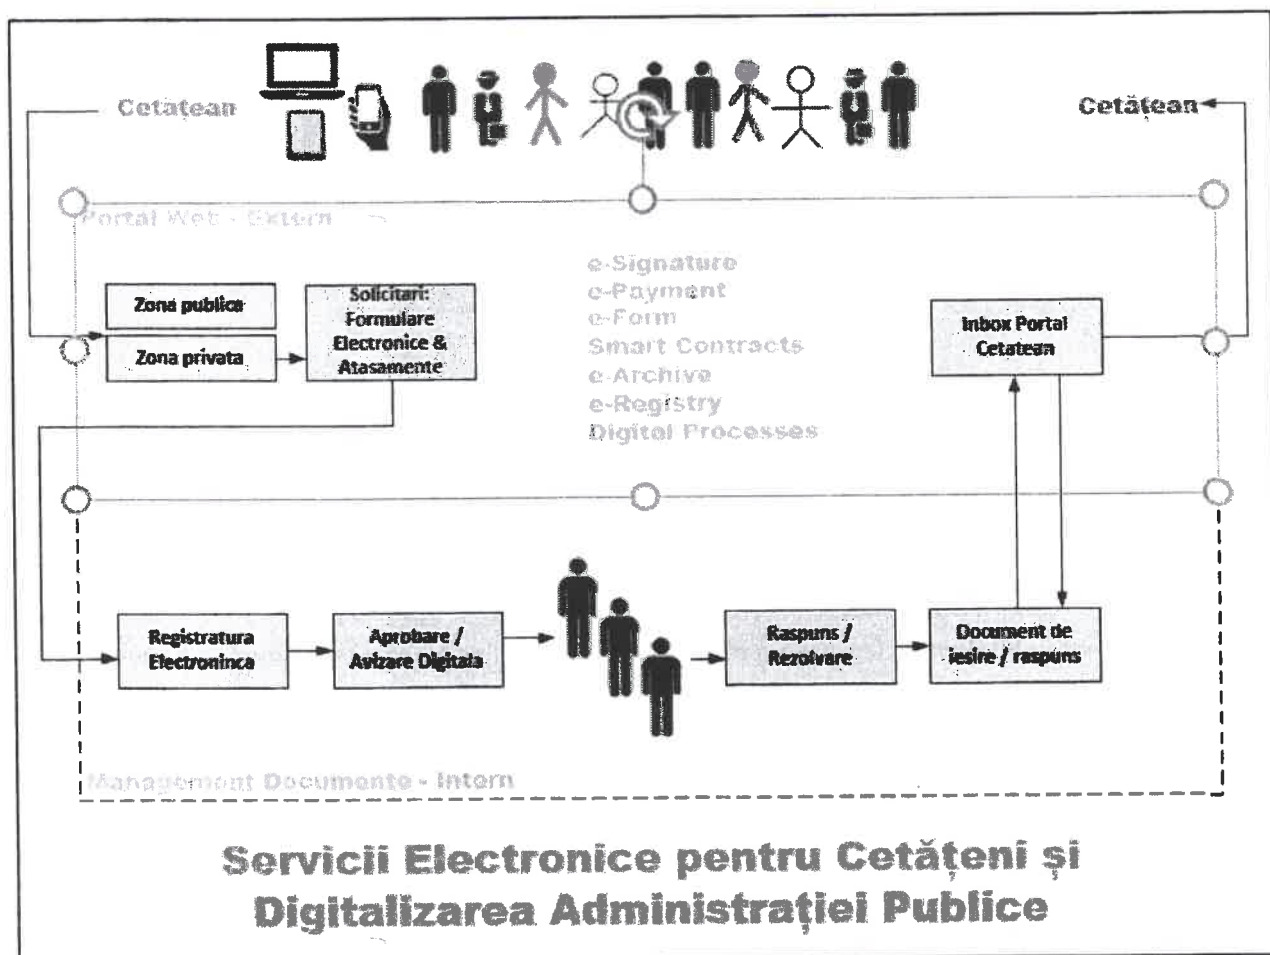 Cetațean
Cetățean
Portal Web - Extern
Zona publica
Zona privata
Solicitari:
Formulare
Electronice &
Atasamente
e-Signature
e-Payment
e-Form
Smart Contracts
e-Archive
e-Registry
Digital Processes
Inbox Portal
Cetatean
Registratura
Electroninca
Aprobare /
Avizare Digitala
Raspuns /
Rezolvare
Document de
iesire / raspuns
Management Documente - Intern
Servicii Electronice pentru Cetățeni și
Digitalizarea Administrației Publice